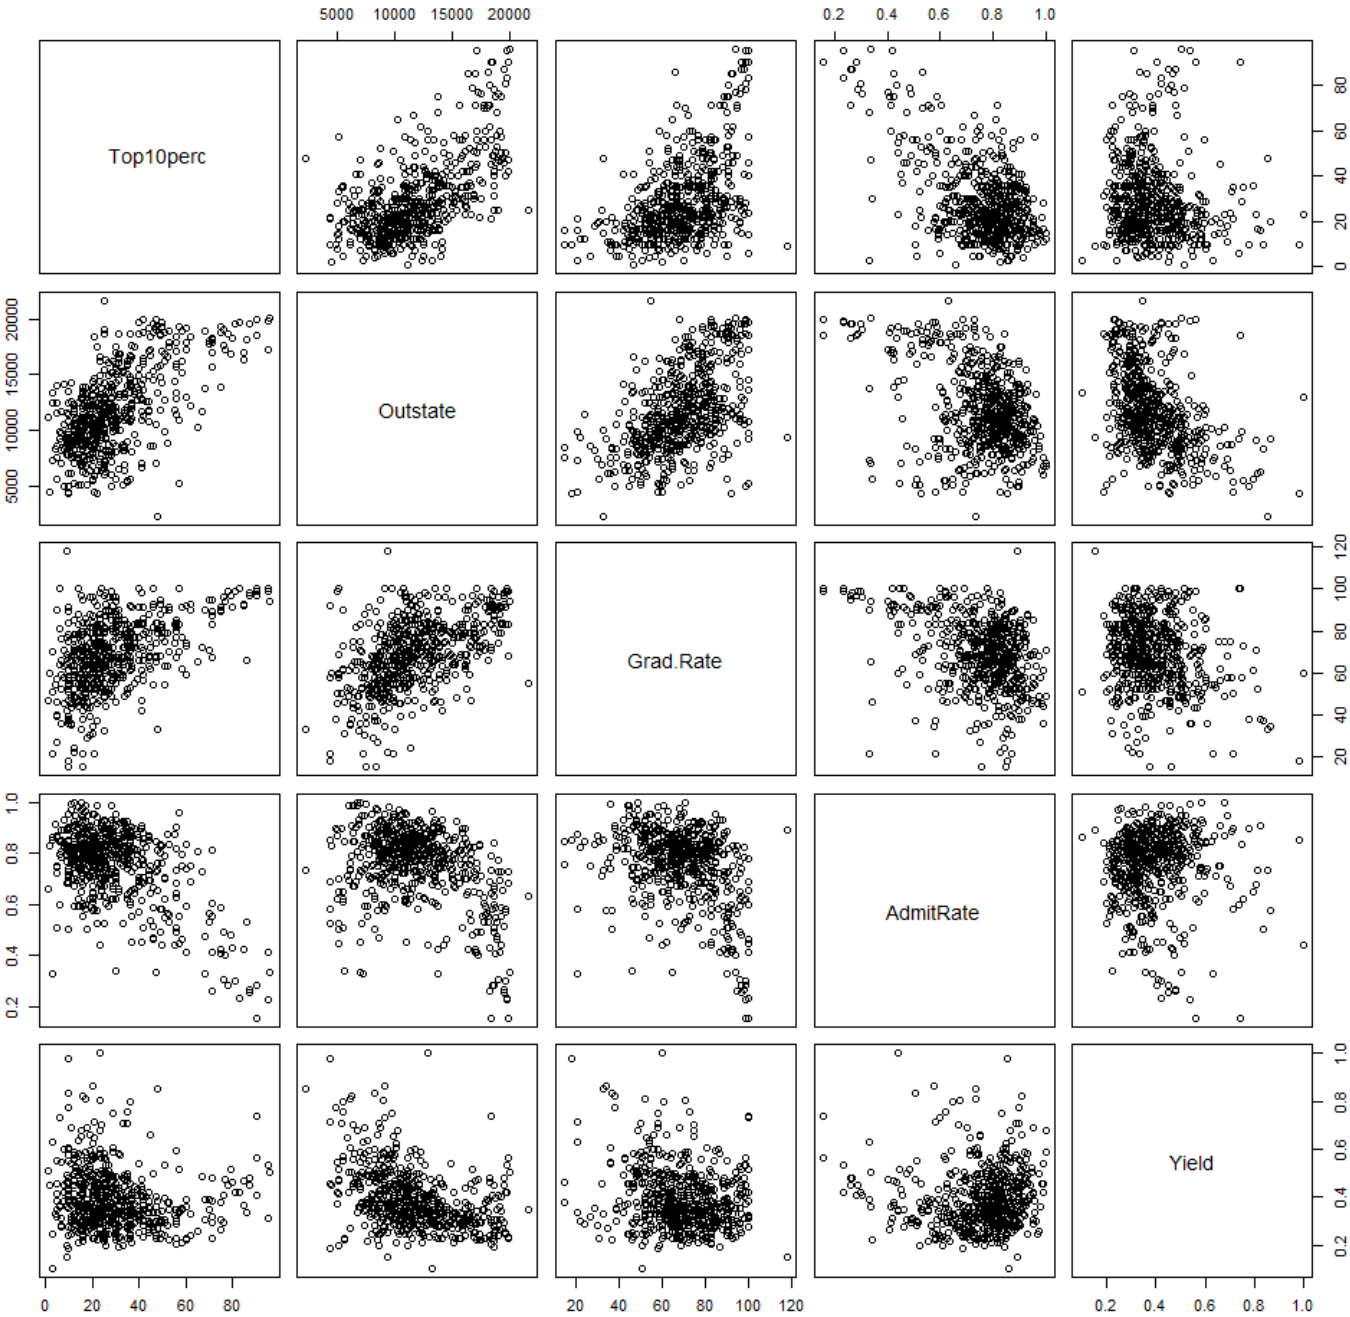 5000 10000 15000 20000 0.2 0.4 0.6 0.8 1.0
Top10perc
0 20 40 60 80
5000 10000 15000 20000
Outstate
Grad.Rate
20 40 60 80 100 120
0.2 0.4 0.6 0.8 1.0
AdmitRate
Yield
0.2 0.4 0.6 0.8 1.0
0 20 40 60 80 20 40 60 80 100 120 0.2 0.4 0.6 0.8 1.0